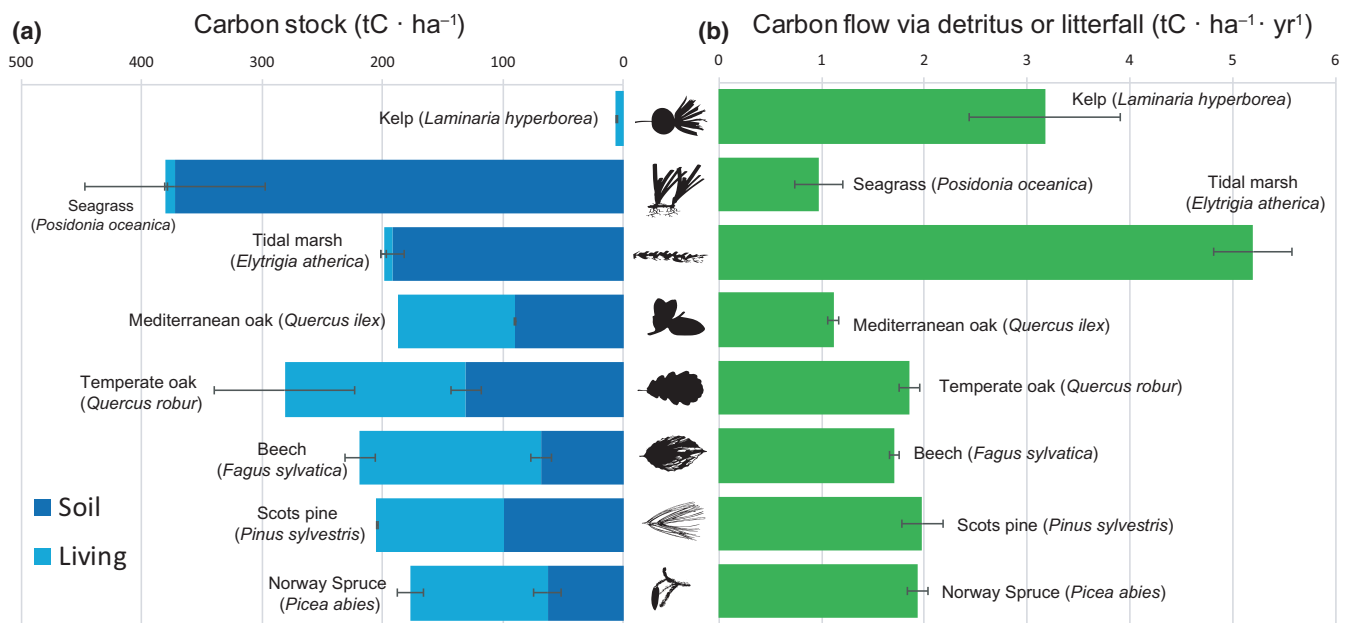 (a) Carbon stock (tC · ha⁻¹)
500 400 300 200 100 0
Kelp (Laminaria hyperborea)
Seagrass
(Posidonia oceanica)
Tidal marsh
(Elytrigia atherica)
Mediterranean oak (Quercus ilex)
Temperate oak
(Quercus robur)
Beech
(Fagus sylvatica)
Scots pine
(Pinus sylvestris)
Norway Spruce
(Picea abies)
Soil
Living
(b) Carbon flow via detritus or litterfall (tC · ha⁻¹· yr¹)
0 1 2 3 4 5 6
Kelp (Laminaria hyperborea)
Seagrass (Posidonia oceanica)
Tidal marsh
(Elytrigia atherica)
Mediterranean oak (Quercus ilex)
Temperate oak (Quercus robur)
Beech (Fagus sylvatica)
Scots pine (Pinus sylvestris)
Norway Spruce (Picea abies)